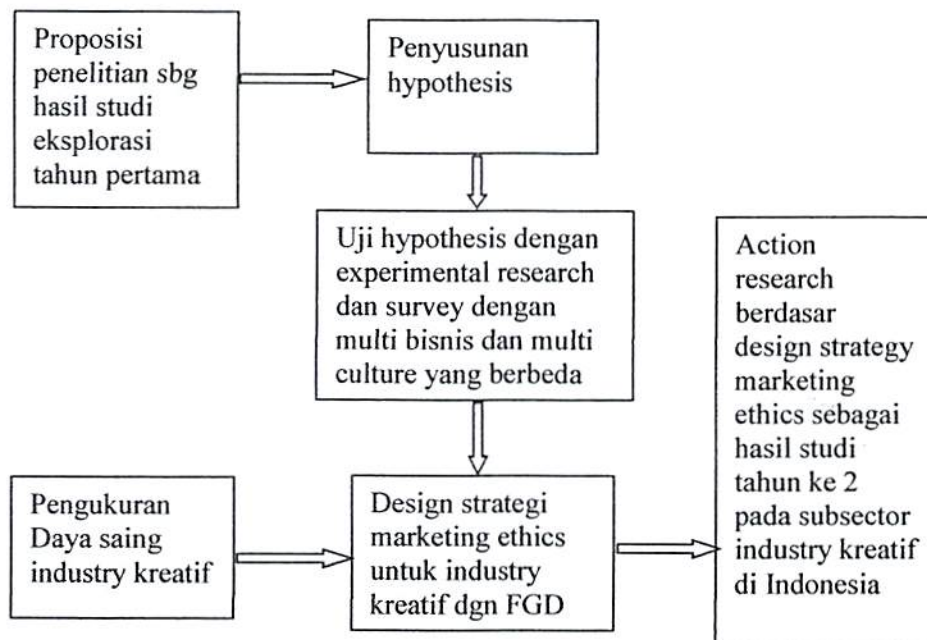 Proposisi
penelitian sbg
hasil studi
eksplorasi
tahun pertama
Penyusunan
hypothesis
Uji hypothesis dengan
experimental research
dan survey dengan
multi bisnis dan multi
culture yang berbeda
Pengukuran
Daya saing
industry kreatif
Design strategi
marketing ethics
untuk industry
kreatif dgn FGD
Action
research
berdasar
design strategy
marketing
ethics sebagai
hasil studi
tahun ke 2
pada subsector
industry kreatif
di Indonesia